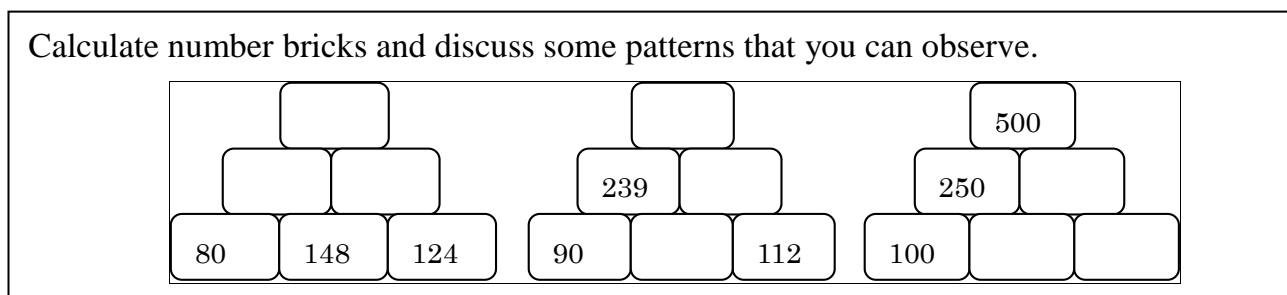 Calculate number bricks and discuss some patterns that you can observe.
500
239 250
80 148 124 90 112 100